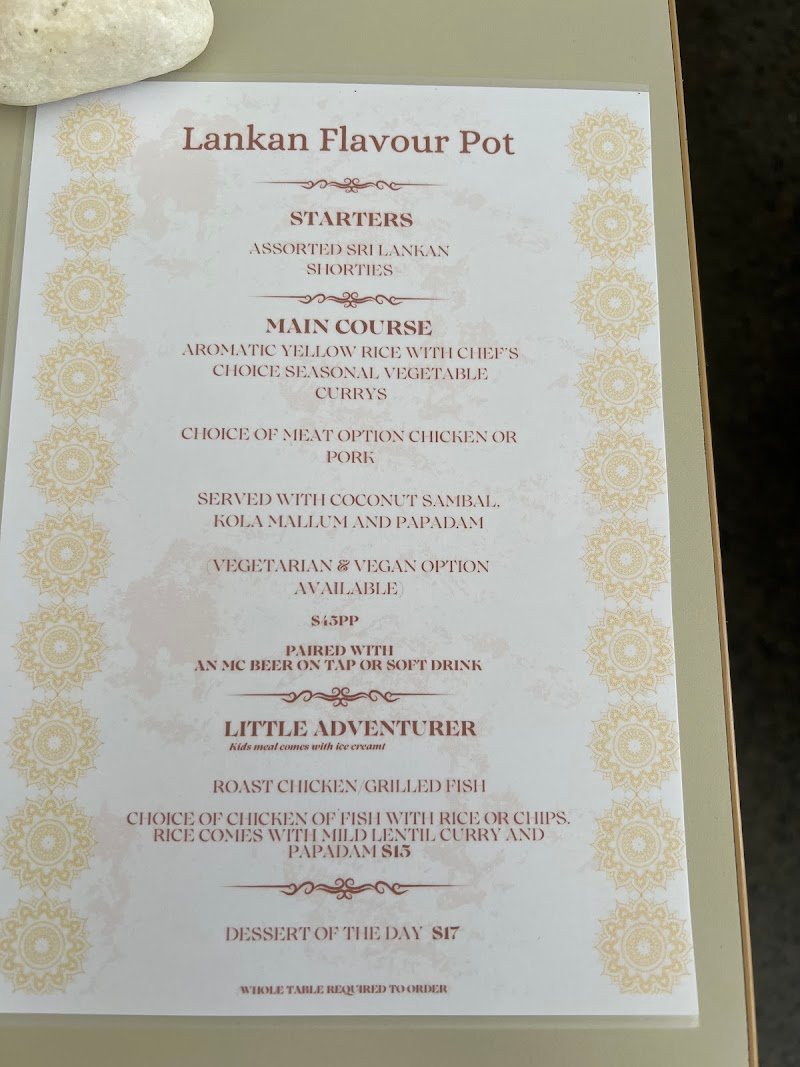 Lankan Flavour Pot
STARTERS
ASSORTED SRI LANKAN
SHORTIES
MAIN COURSE
AROMATIC YELLOW RICE WITH CHEF'S
CHOICE SEASONAL VEGETABLE
CURRYS
CHOICE OF MEAT OPTION CHICKEN OR
PORK
SERVED WITH COCONUT SAMBAL,
KOLA MALLUM AND PAPADAM
(VEGETARIAN & VEGAN OPTION
AVAILABLE)
$45PP
PAIRED WITH
AN MC BEER ON TAP OR SOFT DRINK
LITTLE ADVENTURER
Kids meal comes with ice creamt
ROAST CHICKEN/GRILLED FISH
CHOICE OF CHICKEN OF FISH WITH RICE OR CHIPS.
RICE COMES WITH MILD LENTIL CURRY AND
PAPADAM $15
DESSERT OF THE DAY $17
WHOLE TABLE REQUIRED TO ORDER